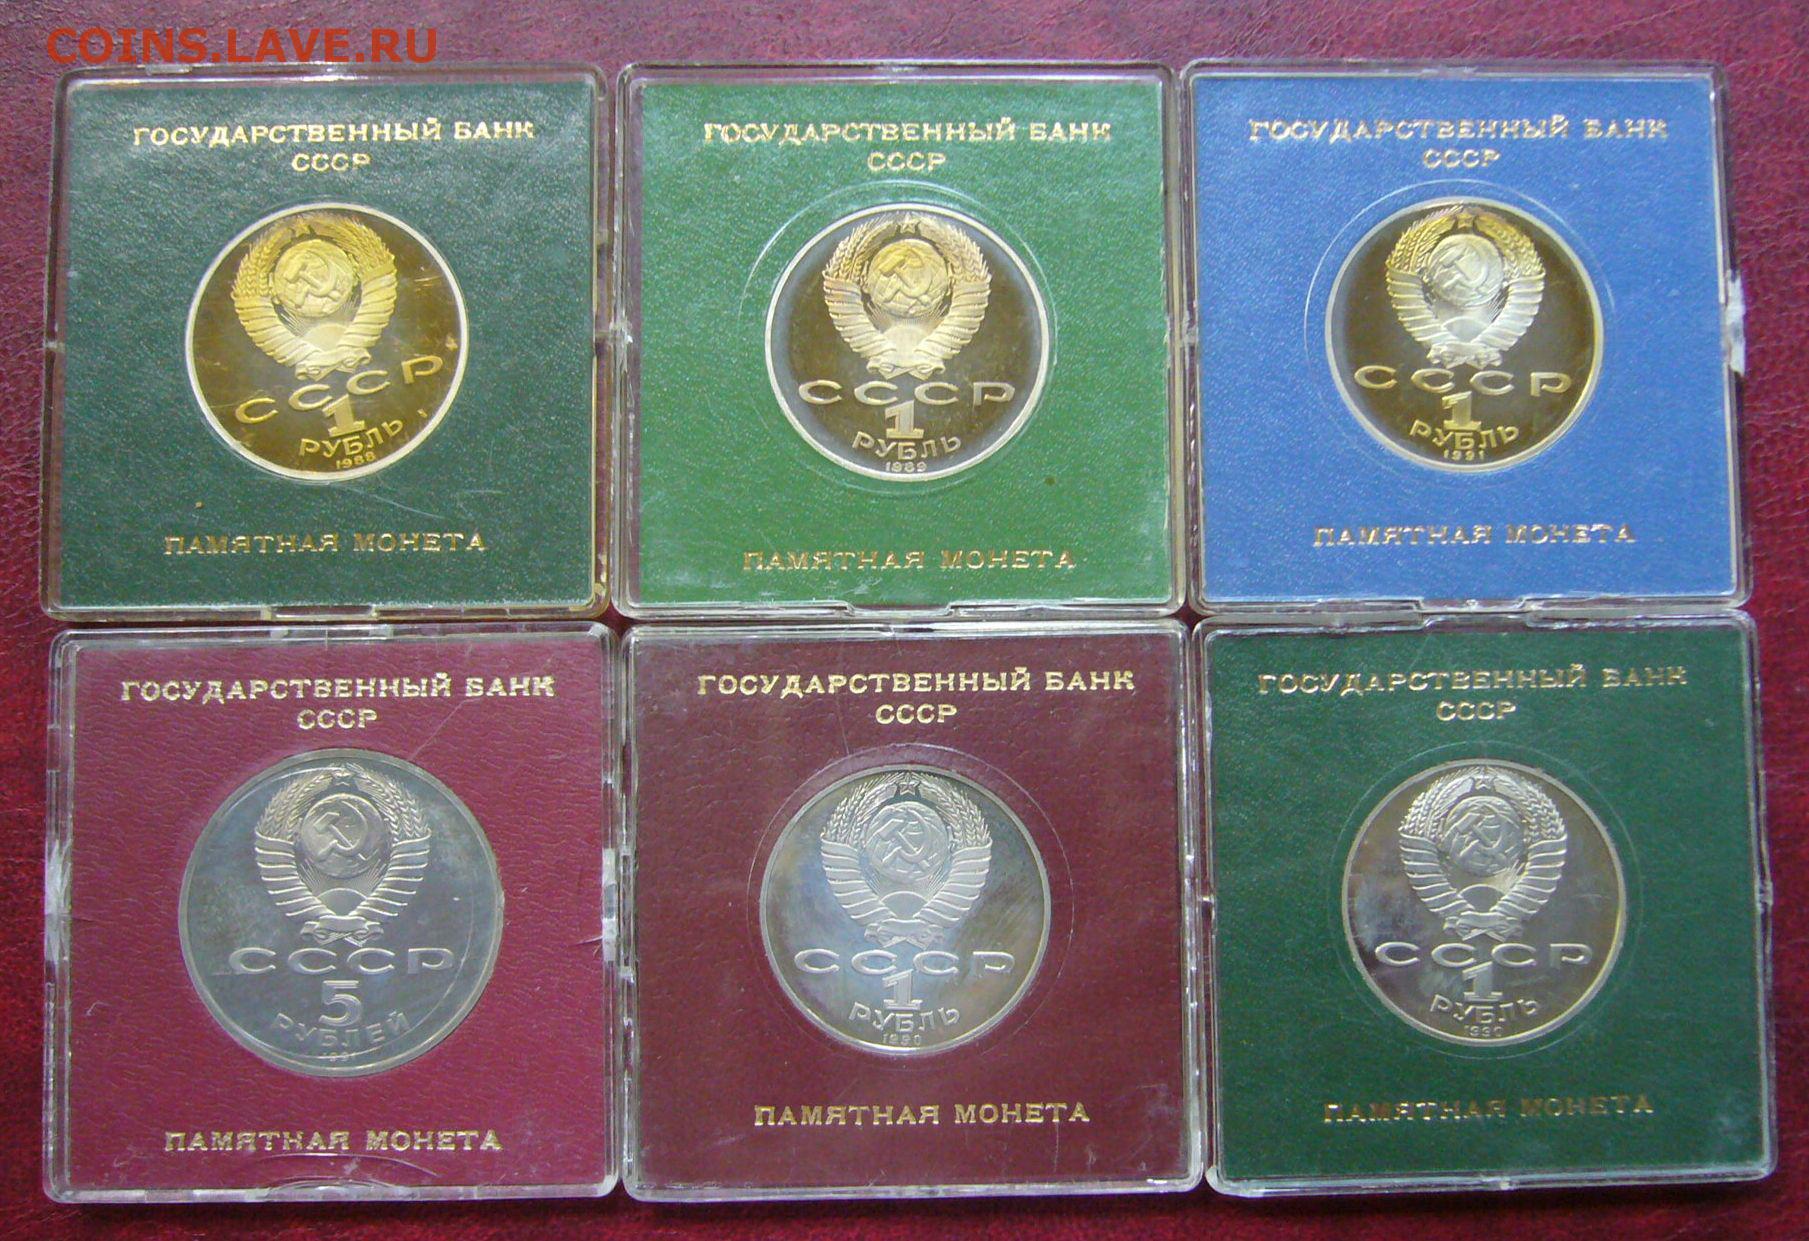 COINS.LAVE.RU
ГОСУДАРСТВЕННЫЙ БАНК
СССР
СССР
1
РУБЛЬ
1988
ПАМЯТНАЯ МОНЕТА
ГОСУДАРСТВЕННЫЙ БАНК
СССР
СССР
1
РУБЛЬ
1989
ПАМЯТНАЯ МОНЕТА
ГОСУДАРСТВЕННЫЙ БАНК
СССР
СССР
1
РУБЛЬ
1991
ПАМЯТНАЯ МОНЕТА
ГОСУДАРСТВЕННЫЙ БАНК
СССР
СССР
5
РУБЛЕЙ
1991
ПАМЯТНАЯ МОНЕТА
ГОСУДАРСТВЕННЫЙ БАНК
СССР
СССР
1
РУБЛЬ
1990
ПАМЯТНАЯ МОНЕТА
ГОСУДАРСТВЕННЫЙ БАНК
СССР
СССР
1
РУБЛЬ
1990
ПАМЯТНАЯ МОНЕТА